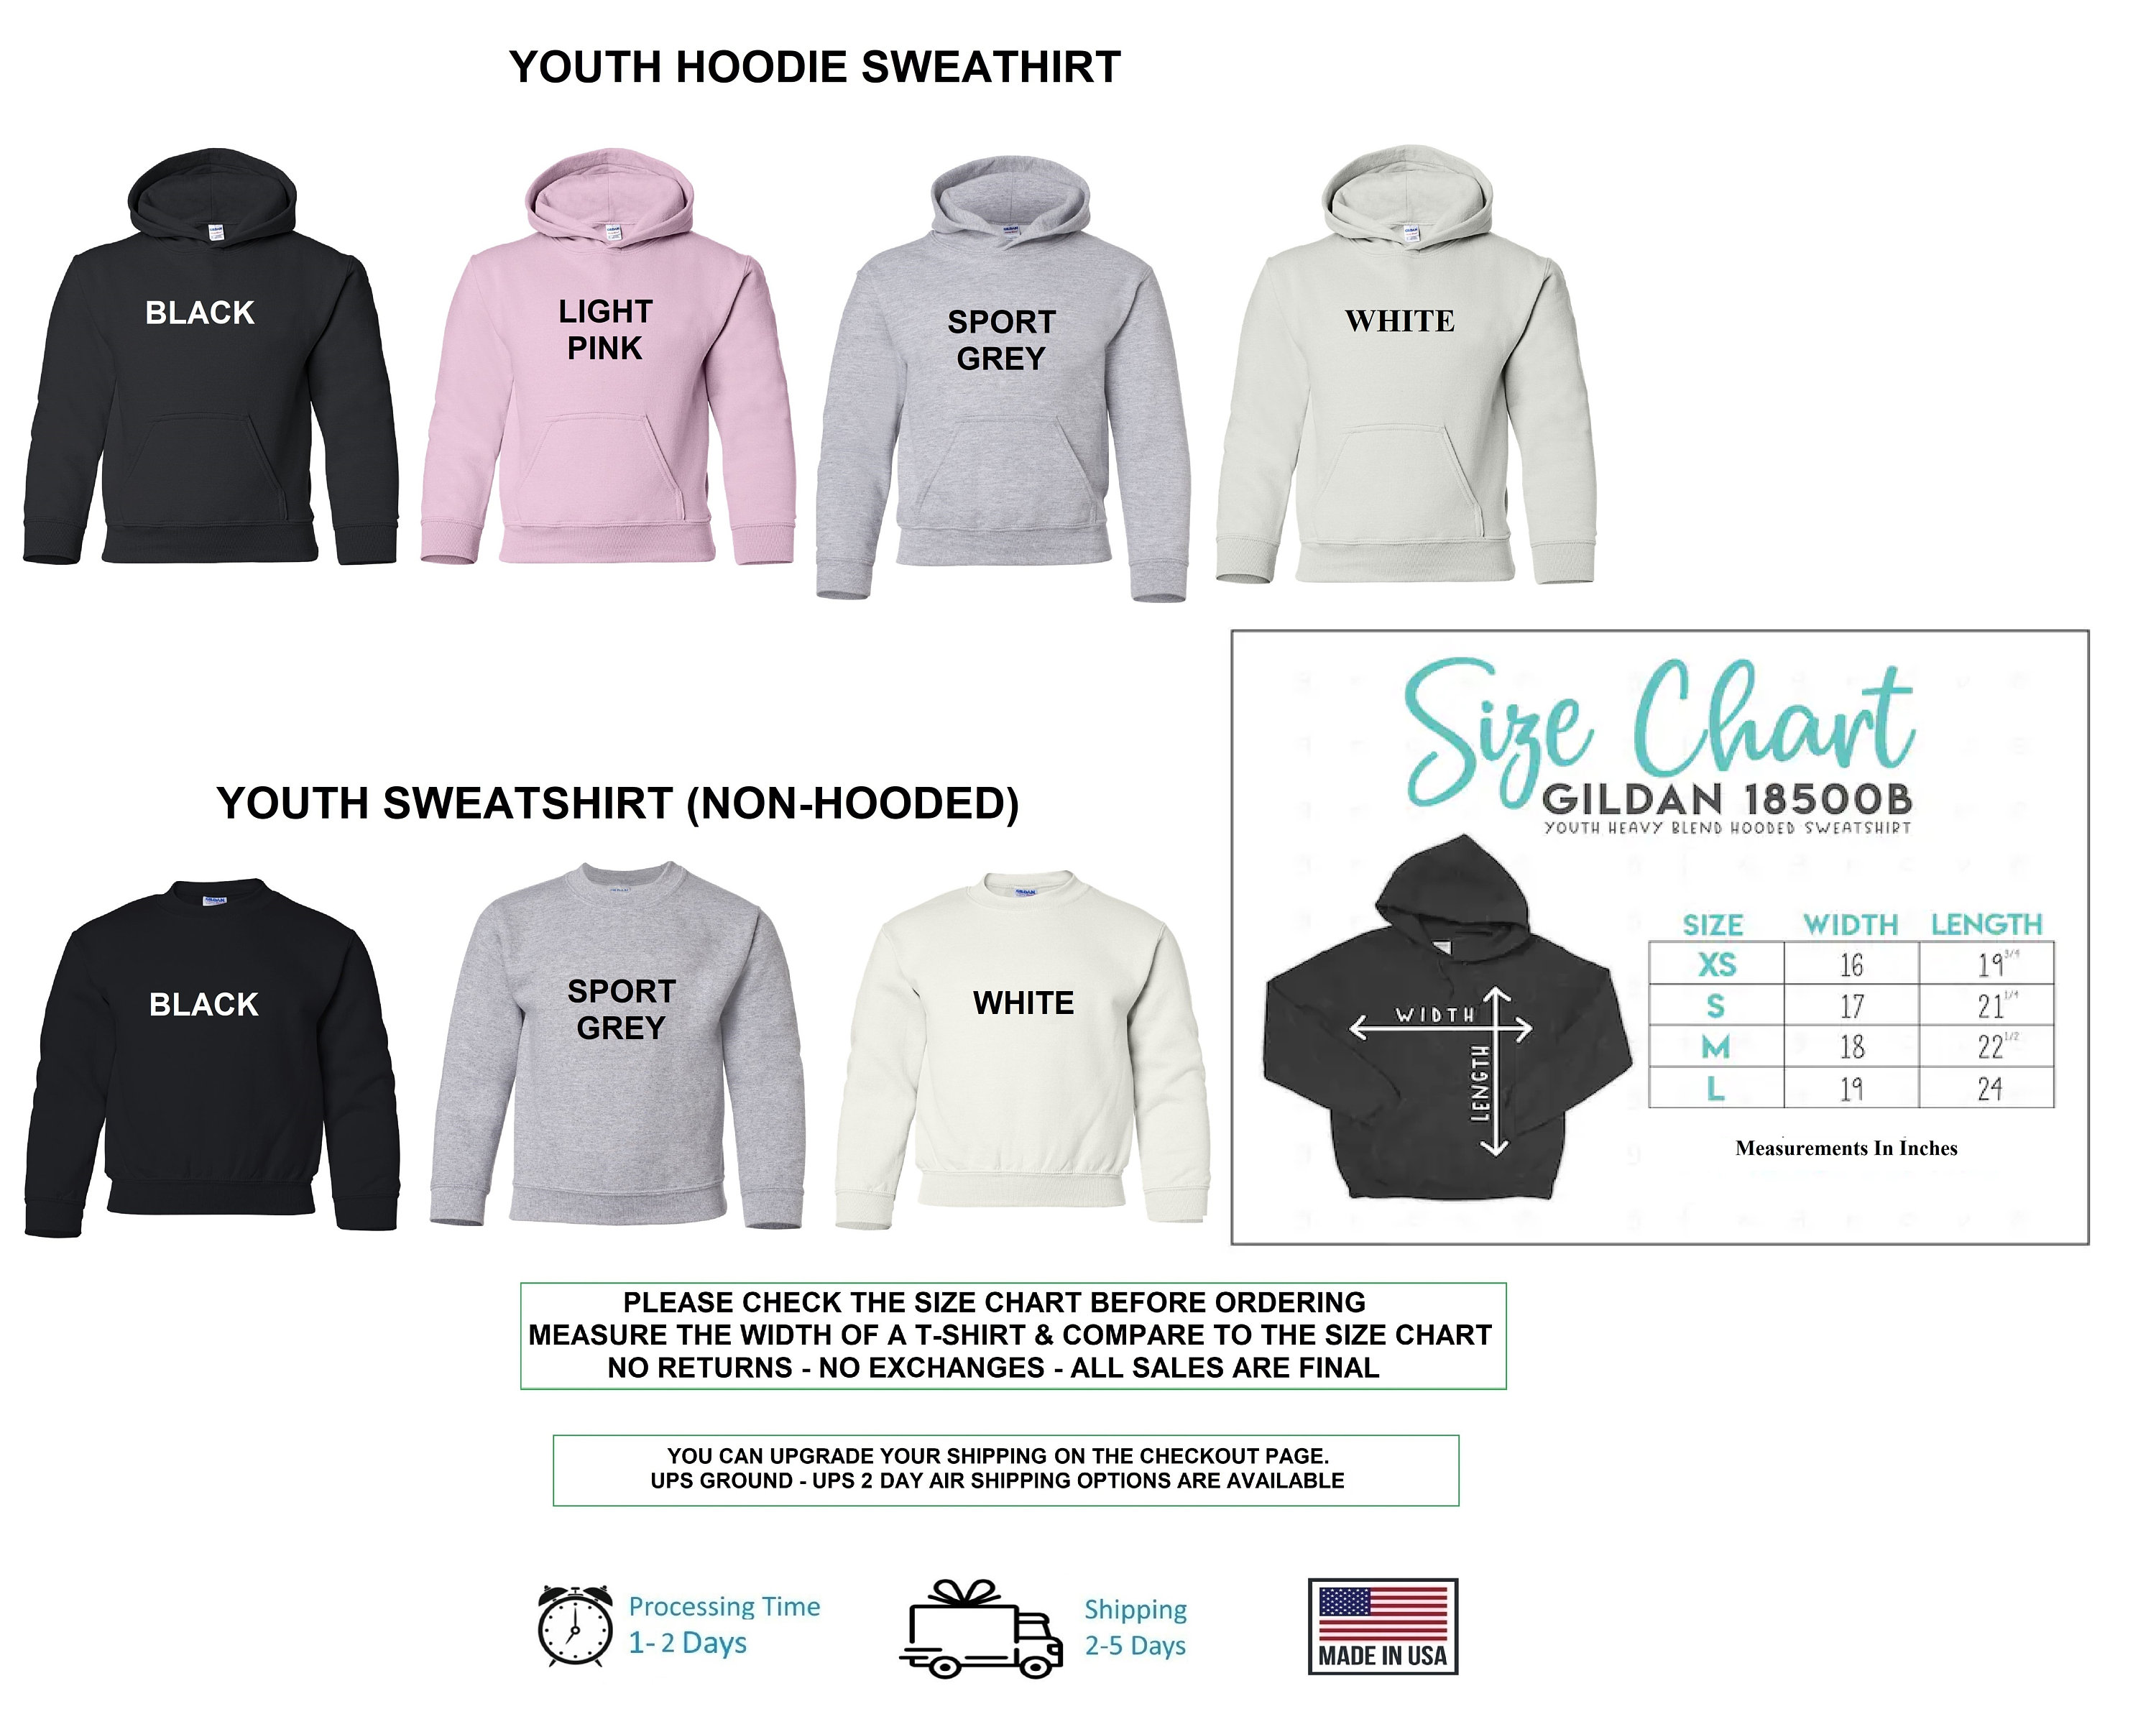 YOUTH HOODIE SWEATHIRT
BLACK
LIGHT
PINK
SPORT
GREY
WHITE
YOUTH SWEATSHIRT (NON-HOODED)
BLACK
SPORT
GREY
WHITE
Size Chart
GILDAN 18500B
YOUTH HEAVY BLEND HOODED SWEATSHIRT
WIDTH
LENGTH
SIZE WIDTH LENGTH
XS 16 19 3/4
S 17 21 1/4
M 18 22 1/2
L 19 24
Measurements In Inches
PLEASE CHECK THE SIZE CHART BEFORE ORDERING
MEASURE THE WIDTH OF A T-SHIRT & COMPARE TO THE SIZE CHART
NO RETURNS - NO EXCHANGES - ALL SALES ARE FINAL
YOU CAN UPGRADE YOUR SHIPPING ON THE CHECKOUT PAGE.
UPS GROUND - UPS 2 DAY AIR SHIPPING OPTIONS ARE AVAILABLE
Processing Time
1- 2 Days
Shipping
2-5 Days
MADE IN USA